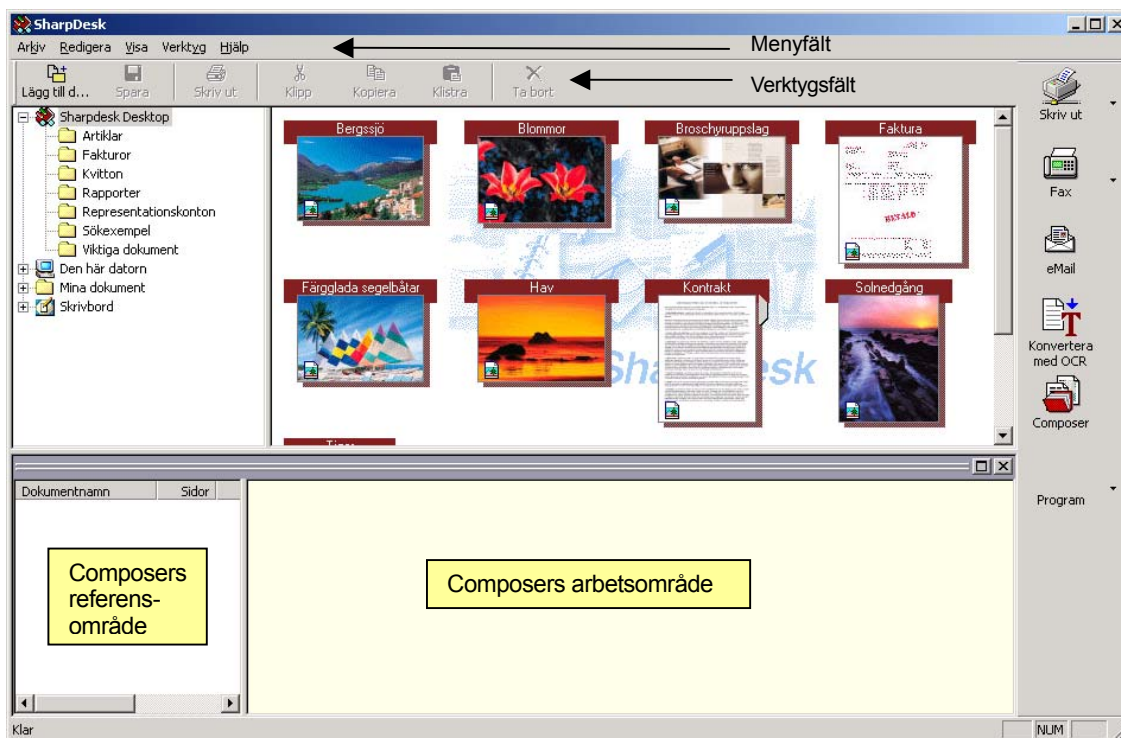 SharpDesk
Arkiv Redigera Visa Verktyg Hjälp
Menyfält
Lägg till d... Spara Skriv ut Klipp Kopiera Klistra Ta bort
Verktygsfält
Sharpdesk Desktop
Artiklar
Fakturor
Kvitton
Rapporter
Representationskonton
Sökexempel
Viktiga dokument
Den här datorn
Mina dokument
Skrivbord
Bergssjö Blommor Broschyruppslag Faktura
BETALD
Färgglada segelbåtar Hav Kontrakt Solnedgång
SharpDesk
Skriv ut
Fax
eMail
Konvertera
med OCR
Composer
Program
Dokumentnamn Sidor
Composers
referens-
område
Composers arbetsområde
Klar
NUM